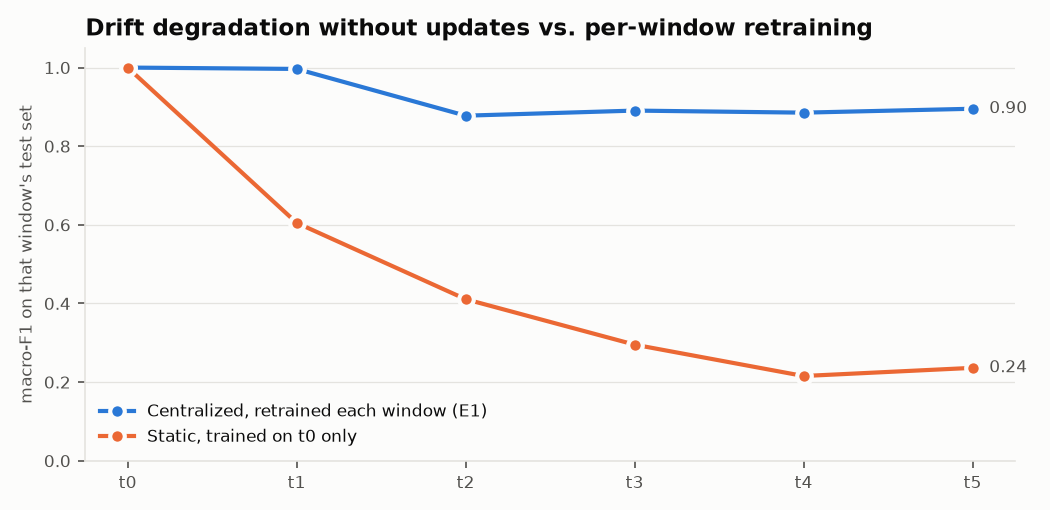 Drift degradation without updates vs. per-window retraining
macro-F1 on that window's test set
1.0
0.8
0.6
0.4
0.2
0.0
0.90
0.24
Centralized, retrained each window (E1)
Static, trained on t0 only
t0 t1 t2 t3 t4 t5